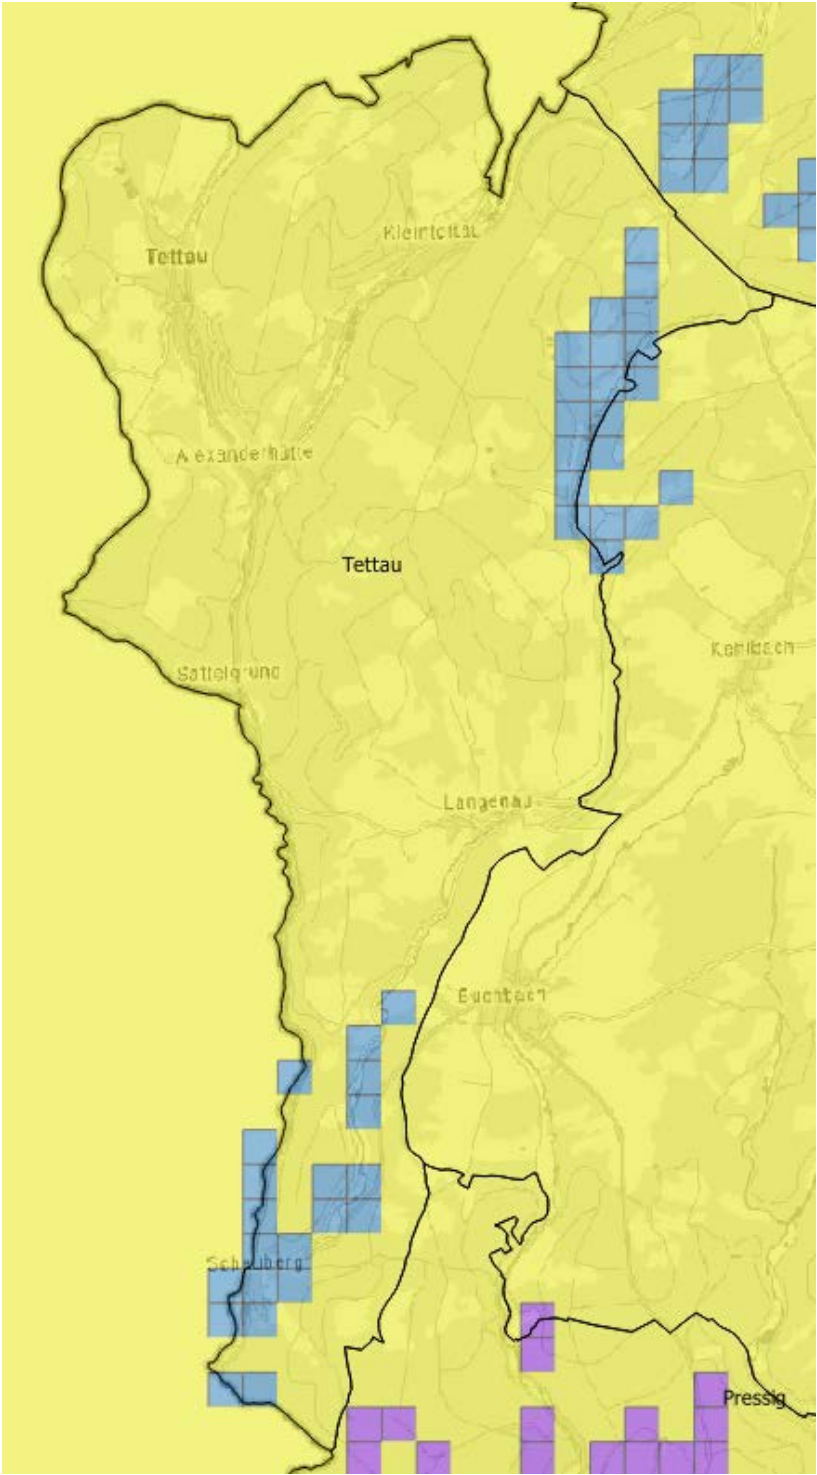 Kleintettau
Tettau
Alexanderhütte
Tettau
Kehlbach
Sattelgrund
Langenau
Buchbach
Schauberg
Pressig